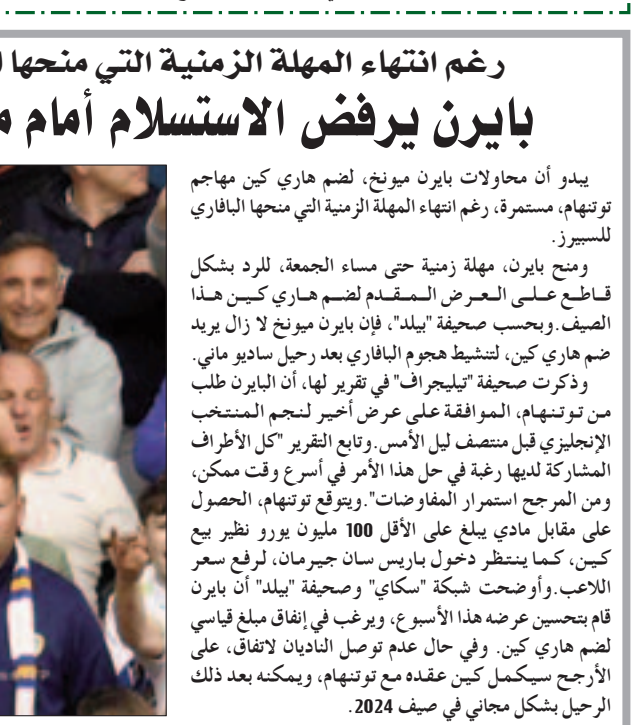 رغم انتهاء المهلة الزمنية التي منحها
بايرن يرفض الاستسلام أمام
يبدو أن محاولات بايرن ميونخ، لضم هاري كين مهاجم
توتنهام، مستمرة، رغم انتهاء المهلة الزمنية التي منحها البافاري
للسبيرز.
ومنح بايرن، مهلة زمنية حتى مساء الجمعة، للرد بشكل
قاطع على العرض المقدم لضم هاري كين هذا
الصيف.وبحسب صحيفة "بيلد"، فإن بايرن ميونخ لا زال يريد
ضم هاري كين، لتنشيط هجوم البافاري بعد رحيل ساديو ماني.
وذكرت صحيفة "تيليجراف" في تقرير لها، أن البايرن طلب
من توتنهام، الموافقة على عرض أخير لنجم المنتخب
الإنجليزي قبل منتصف ليل الأمس.وتابع التقرير "كل الأطراف
المشاركة لديها رغبة في حل هذا الأمر في أسرع وقت ممكن،
ومن المرجح استمرار المفاوضات".ويتوقع توتنهام، الحصول
على مقابل مادي يبلغ على الأقل 100 مليون يورو نظير بيع
كين، كما ينتظر دخول باريس سان جيرمان، لرفع سعر
اللاعب.وأوضحت شبكة "سكاي" وصحيفة "بيلد" أن بايرن
قام بتحسين عرضه هذا الأسبوع، ويرغب في إنفاق مبلغ قياسي
لضم هاري كين. وفي حال عدم توصل الناديان لاتفاق، على
الأرجح سيكمل كين عقده مع توتنهام، ويمكنه بعد ذلك
الرحيل بشكل مجاني في صيف 2024.